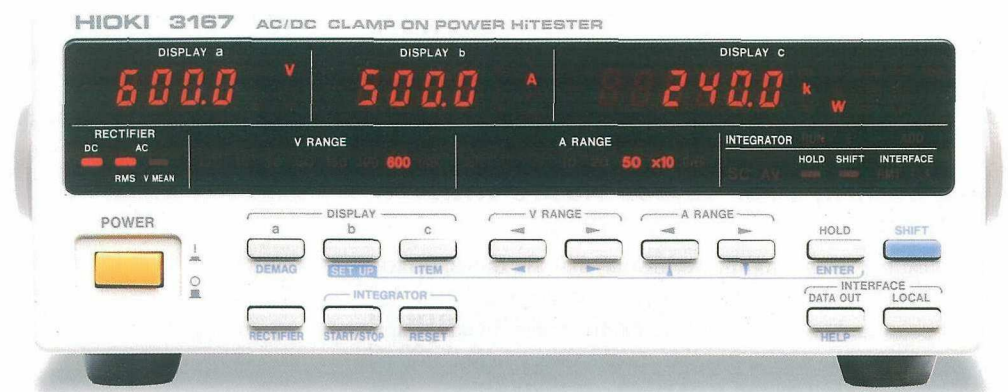 HIOKI 3167 AC/DC CLAMP ON POWER HiTESTER
DISPLAY a DISPLAY b DISPLAY c
600.0 V 500.0 A 240.0 k W
RECTIFIER
DC AC
RMS V MEAN
V RANGE
600
A RANGE
50 x10
INTEGRATOR RUN
HOLD SHIFT INTERFACE
POWER
DISPLAY
a b c
DEMAG SET UP ITEM
V RANGE
A RANGE
HOLD SHIFT
ENTER
INTEGRATOR
RECTIFIER START/STOP RESET
INTERFACE
DATA OUT LOCAL
HELP